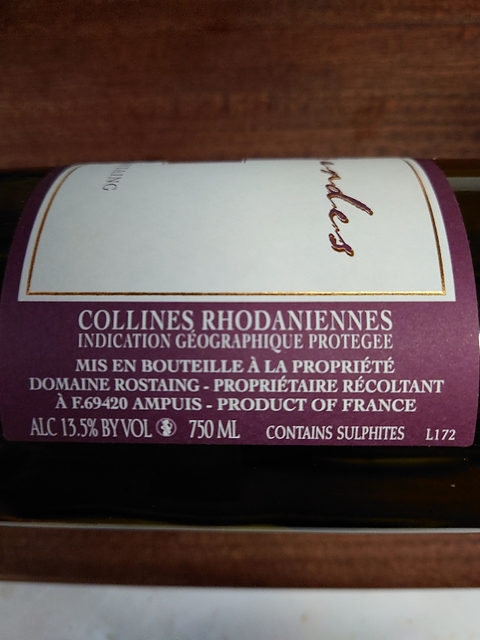 COLLINES RHODANIENNES
INDICATION GÉOGRAPHIQUE PROTEGEE
MIS EN BOUTEILLE À LA PROPRIÉTÉ
DOMAINE ROSTAING - PROPRIÉTAIRE RÉCOLTANT
À F.69420 AMPUIS - PRODUCT OF FRANCE
ALC 13.5% BY VOL 750 ML CONTAINS SULPHITES L172